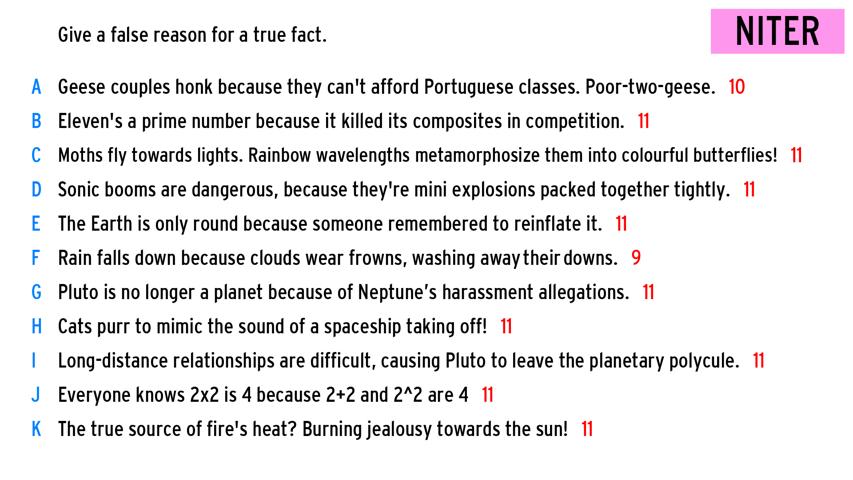 Give a false reason for a true fact.
NITER
A Geese couples honk because they can't afford Portuguese classes. Poor-two-geese. 10
B Eleven's a prime number because it killed its composites in competition. 11
C Moths fly towards lights. Rainbow wavelengths metamorphosize them into colourful butterflies! 11
D Sonic booms are dangerous, because they're mini explosions packed together tightly. 11
E The Earth is only round because someone remembered to reinflate it. 11
F Rain falls down because clouds wear frowns, washing away their downs. 9
G Pluto is no longer a planet because of Neptune’s harassment allegations. 11
H Cats purr to mimic the sound of a spaceship taking off! 11
I Long-distance relationships are difficult, causing Pluto to leave the planetary polycule. 11
J Everyone knows 2x2 is 4 because 2+2 and 2^2 are 4 11
K The true source of fire's heat? Burning jealousy towards the sun! 11